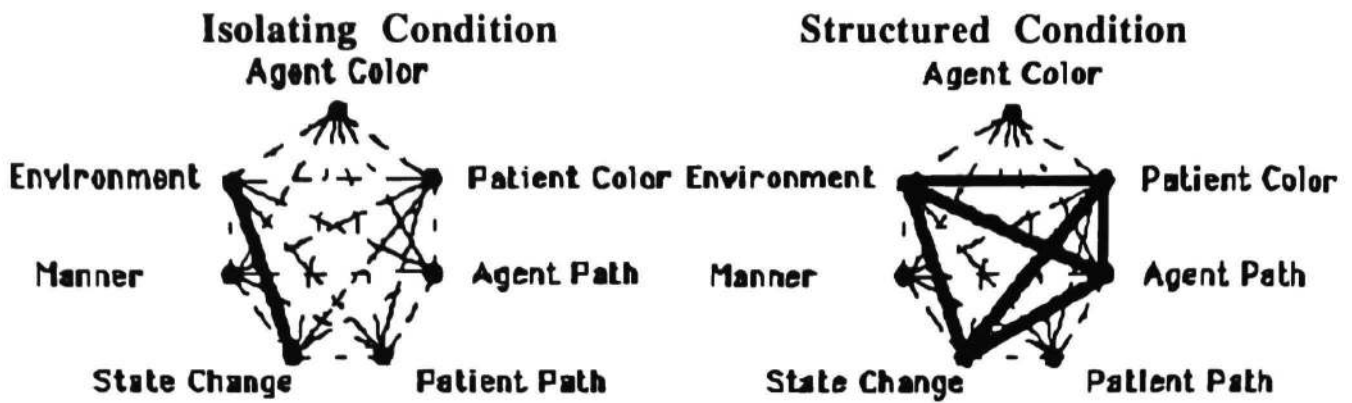 Isolating Condition
Agent Color
Environment
Patient Color
Manner
Agent Path
State Change
Patient Path
Structured Condition
Agent Color
Environment
Patient Color
Manner
Agent Path
State Change
Patient Path